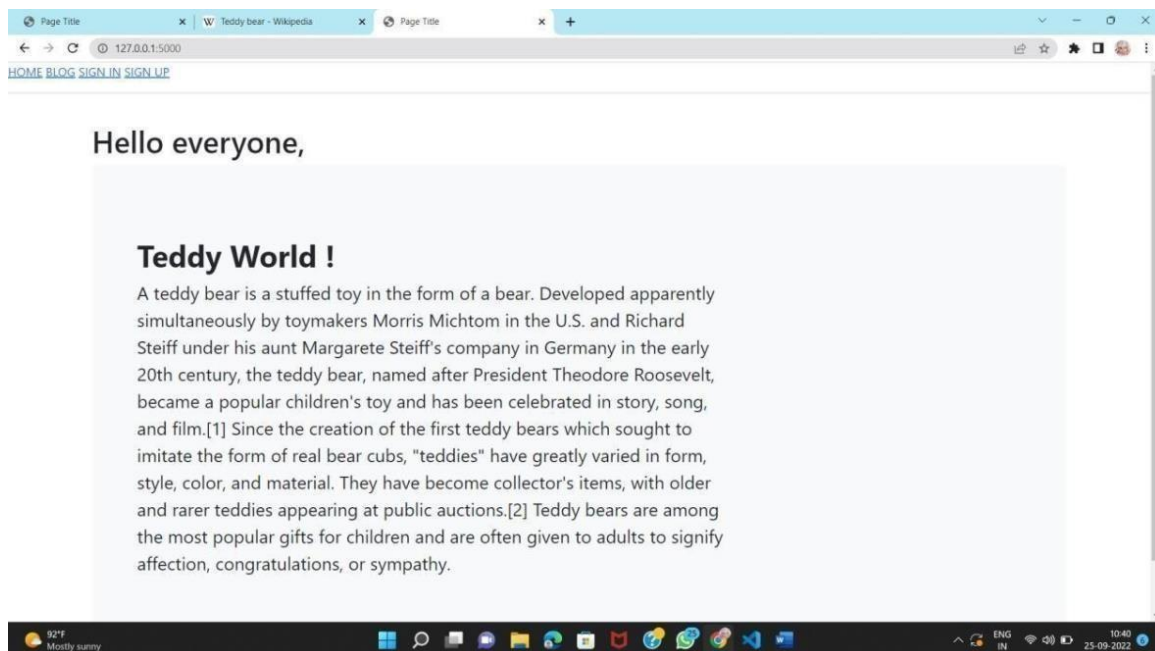 Page Title
Teddy bear - Wikipedia
Page Title
127.0.0.1:5000
HOME BLOG SIGN IN SIGN UP
Hello everyone,
Teddy World !
A teddy bear is a stuffed toy in the form of a bear. Developed apparently
simultaneously by toymakers Morris Michtom in the U.S. and Richard
Steiff under his aunt Margarete Steiff's company in Germany in the early
20th century, the teddy bear, named after President Theodore Roosevelt,
became a popular children's toy and has been celebrated in story, song,
and film.[1] Since the creation of the first teddy bears which sought to
imitate the form of real bear cubs, "teddies" have greatly varied in form,
style, color, and material. They have become collector's items, with older
and rarer teddies appearing at public auctions.[2] Teddy bears are among
the most popular gifts for children and are often given to adults to signify
affection, congratulations, or sympathy.
92°F
Mostly sunny
ENG
IN
10:40
25-09-2022
6